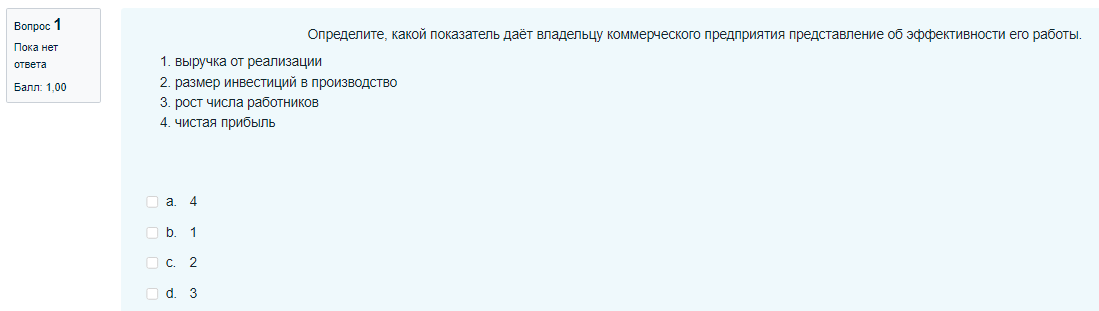 Вопрос 1
Пока нет
ответа
Балл: 1,00
Определите, какой показатель даёт владельцу коммерческого предприятия представление об эффективности его работы.
1. выручка от реализации
2. размер инвестиций в производство
3. рост числа работников
4. чистая прибыль
a. 4
b. 1
c. 2
d. 3